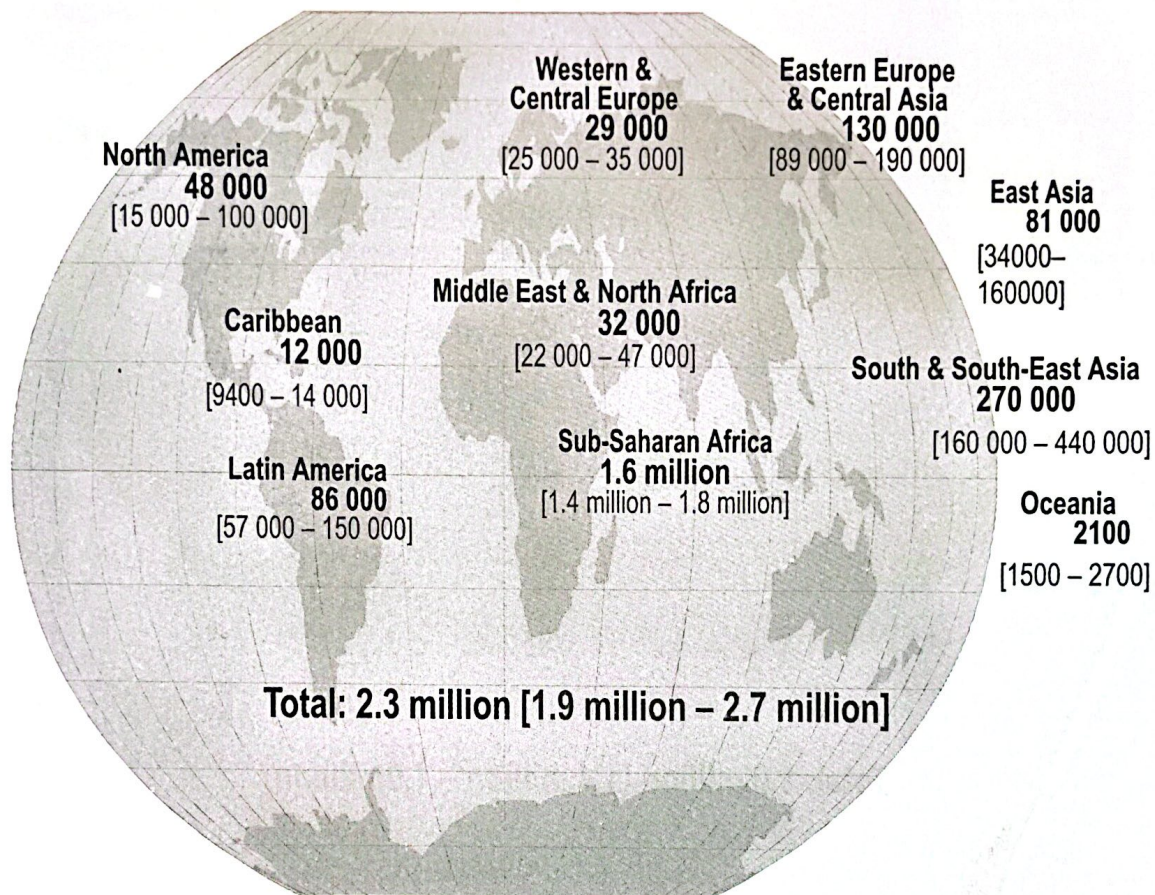 Western &
Central Europe
29 000
[25 000 – 35 000]
Eastern Europe
& Central Asia
130 000
[89 000 – 190 000]
North America
48 000
[15 000 – 100 000]
East Asia
81 000
[34000–
160000]
Middle East & North Africa
32 000
[22 000 – 47 000]
Caribbean
12 000
[9400 – 14 000]
South & South-East Asia
270 000
[160 000 – 440 000]
Sub-Saharan Africa
1.6 million
[1.4 million – 1.8 million]
Latin America
86 000
[57 000 – 150 000]
Oceania
2100
[1500 – 2700]
Total: 2.3 million [1.9 million – 2.7 million]